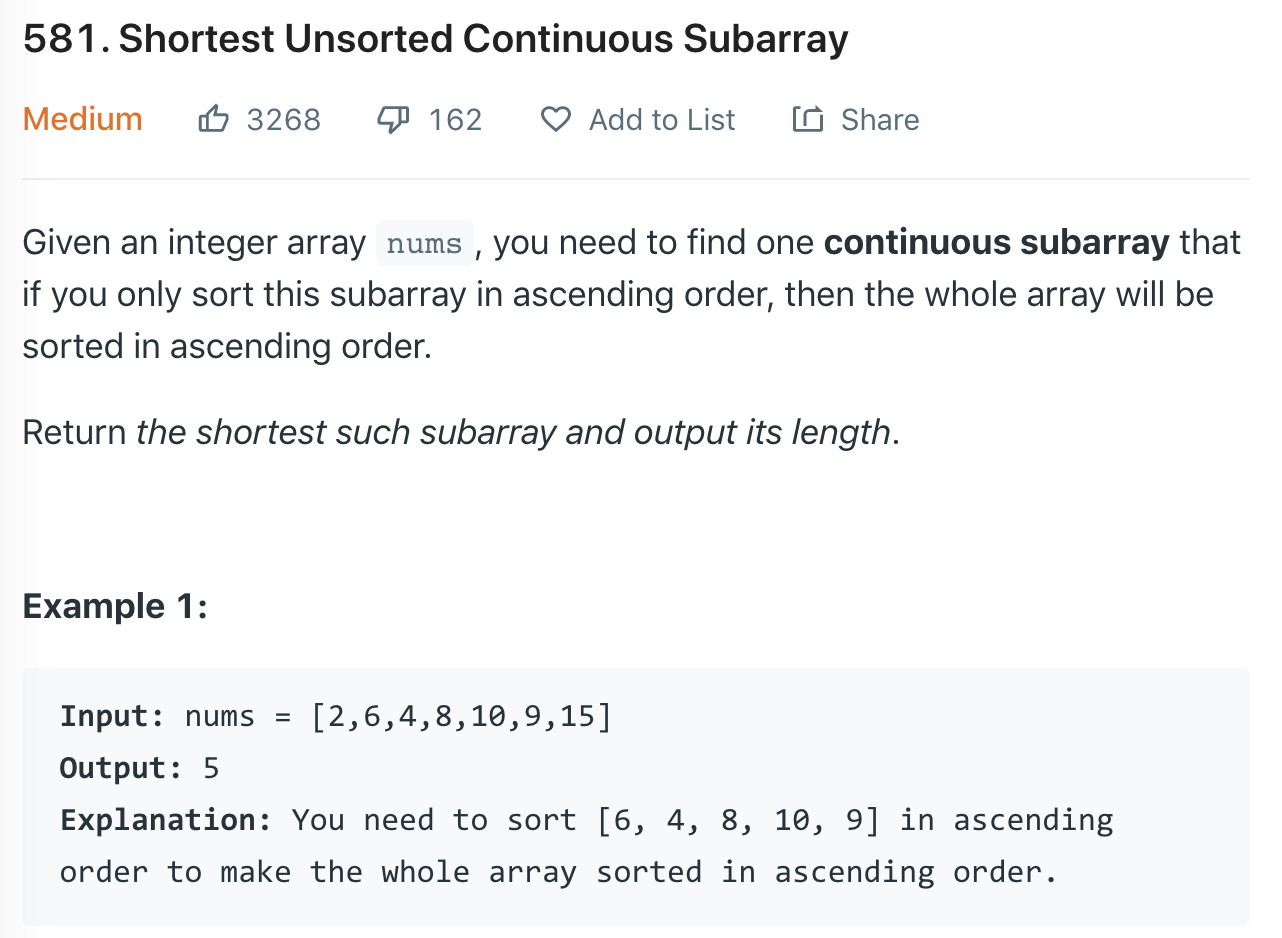 581. Shortest Unsorted Continuous Subarray
Medium 3268 162 Add to List Share
Given an integer array nums, you need to find one continuous subarray that
if you only sort this subarray in ascending order, then the whole array will be
sorted in ascending order.
Return the shortest such subarray and output its length.
Example 1:
Input: nums = [2,6,4,8,10,9,15]
Output: 5
Explanation: You need to sort [6, 4, 8, 10, 9] in ascending
order to make the whole array sorted in ascending order.